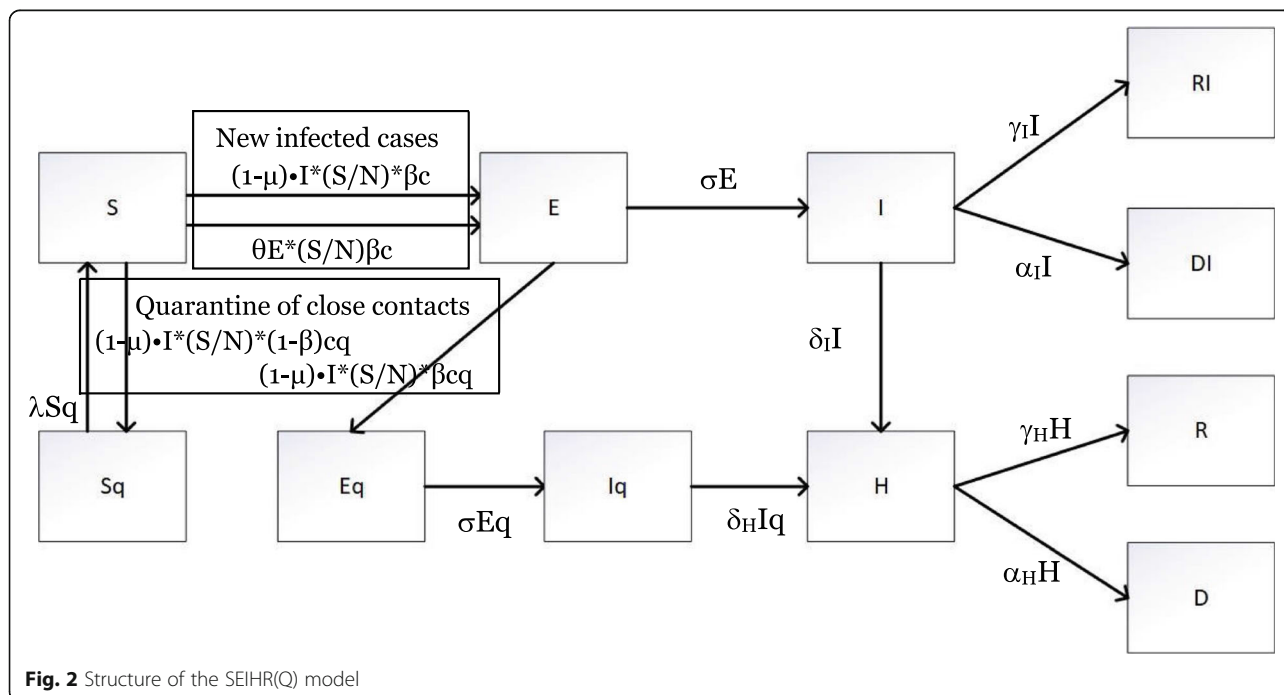 New infected cases
(1-μ)•I*(S/N)*βc
θE*(S/N)βc
S
E
σE
I
γII
RI
αII
DI
Quarantine of close contacts
(1-μ)•I*(S/N)*(1-β)cq
(1-μ)•I*(S/N)*βcq
λSq
δII
Sq
Eq
σEq
Iq
δHIq
H
γHH
R
αHH
D
Fig. 2 Structure of the SEIHR(Q) model